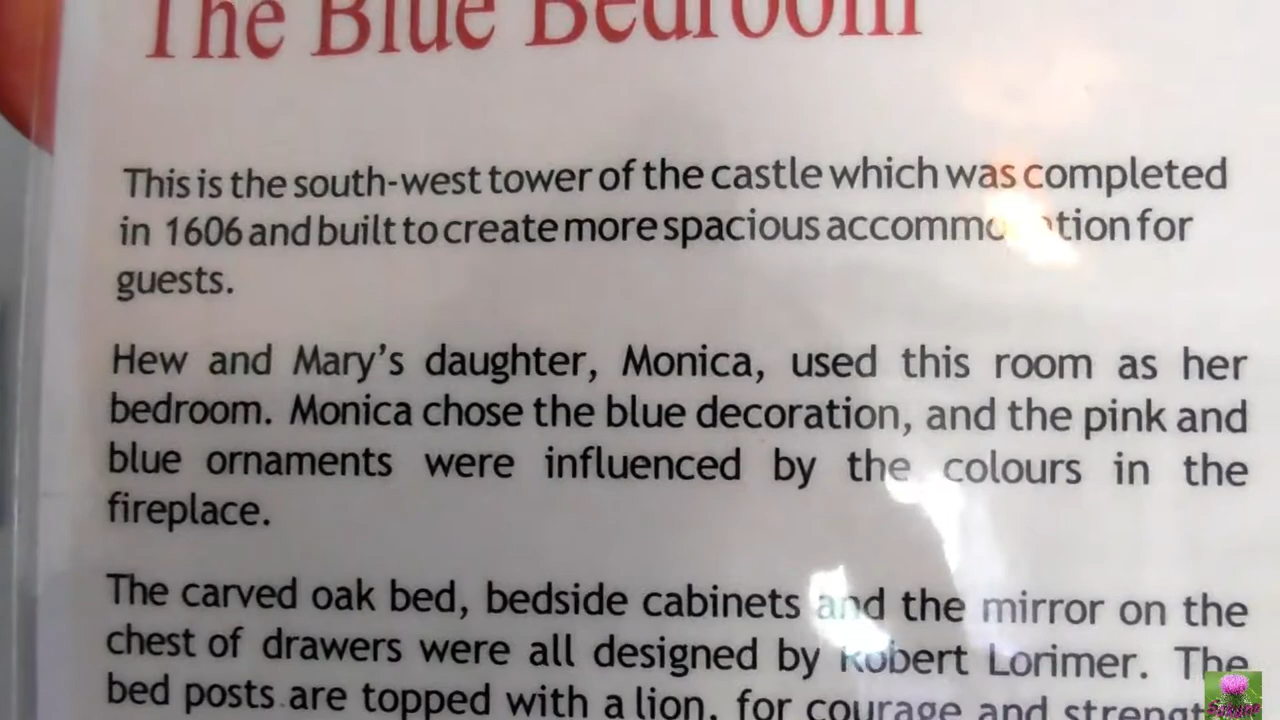 The Blue Bedroom
This is the south-west tower of the castle which was completed
in 1606 and built to create more spacious for
guests.
Hew and Mary's daughter, Monica, used this room as her
bedroom. Monica chose the blue decoration, and the pink and
blue ornaments were influenced by the colours in the
fireplace.
The carved oak bed, bedside cabinets and the mirror on the
chest of drawers were all designed by Robert Lorimer. The
bed posts are topped with a lion, for courage and